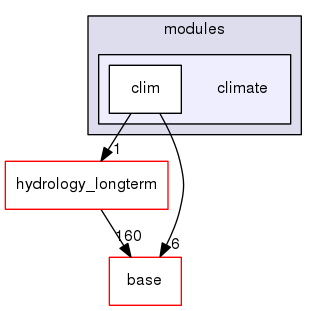 modules
clim
climate
1
hydrology_longterm
160
6
base